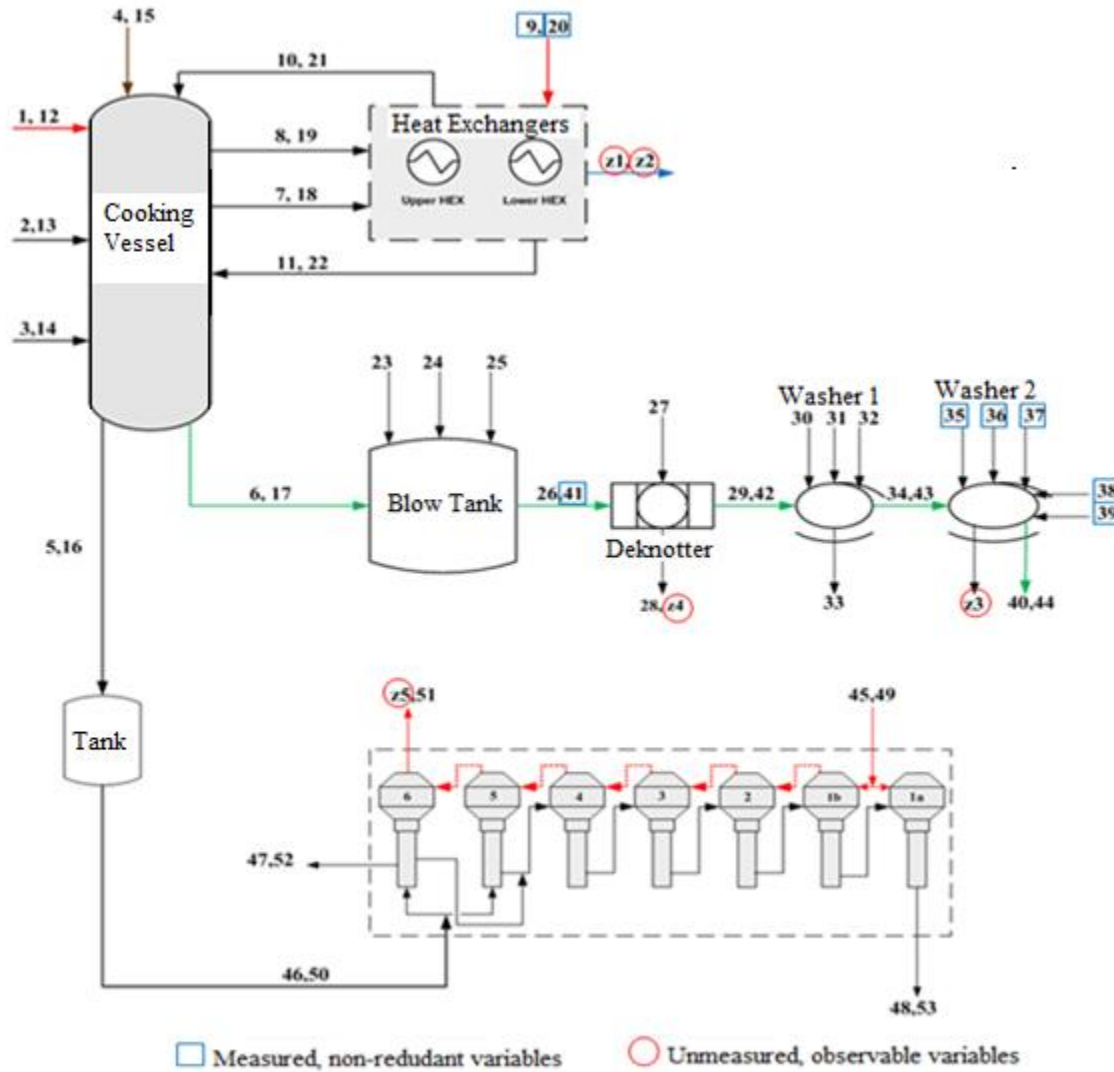 4, 15
9, 20
10, 21
1, 12
Heat Exchangers
8, 19
z1, z2
Upper HEX
Lower HEX
7, 18
Cooking
Vessel
2,13
11, 22
3,14
23
24
25
Washer 1
Washer 2
27
30
31
32
35
36
37
6, 17
Blow Tank
26,41
29,42
34,43
38
39
Deknotter
5,16
28, z4
33
z3
40,44
z5,51
45,49
Tank
6
5
4
3
2
1b
1a
47,52
46,50
48,53
Measured, non-redudant variables
Unmeasured, observable variables